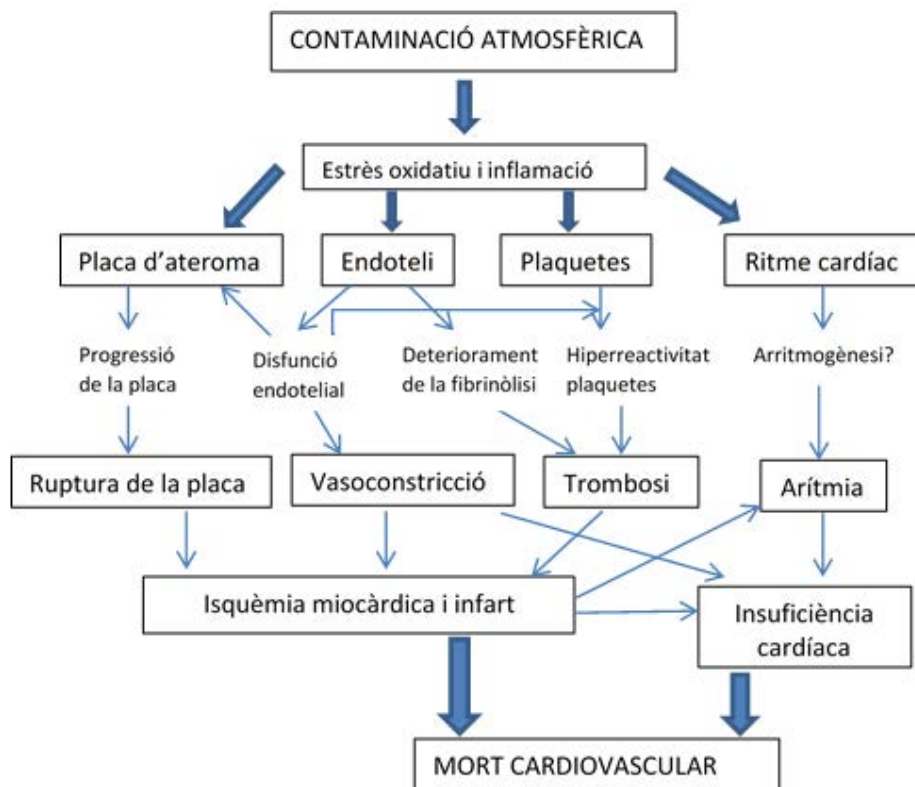 CONTAMINACIÓ ATMOSFÈRICA
Estrès oxidatiu i inflamació
Placa d’ateroma
Endoteli
Plaquetes
Ritme cardíac
Progressió
de la placa
Disfunció
endotelial
Deteriorament
de la fibrinòlisi
Hiperreactivitat
plaquetes
Arritmogènesi?
Ruptura de la placa
Vasoconstricció
Trombosi
Arítmia
Isquèmia miocàrdica i infart
Insuficiència
cardíaca
MORT CARDIOVASCULAR